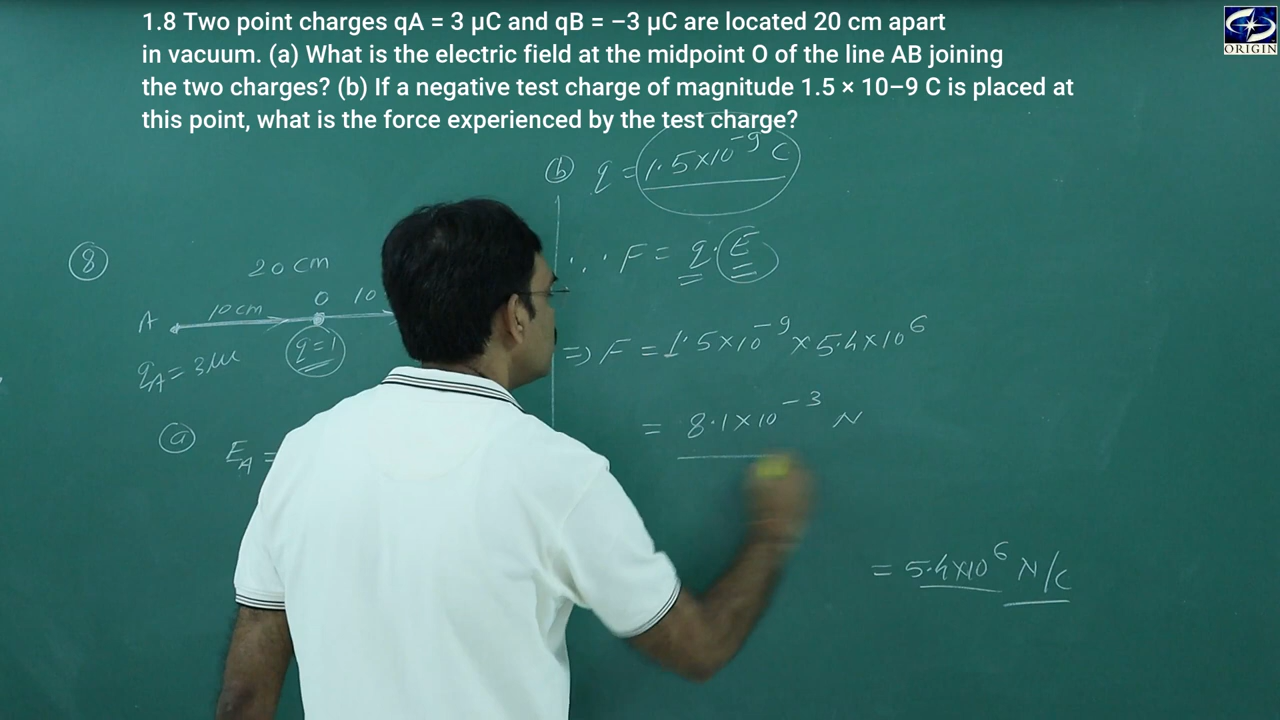 1.8 Two point charges qA = 3 μC and qB = –3 μC are located 20 cm apart
in vacuum. (a) What is the electric field at the midpoint O of the line AB joining
the two charges? (b) If a negative test charge of magnitude 1.5 × 10–9 C is placed at
this point, what is the force experienced by the test charge?
ORIGIN
(b) q = 1.5×10⁻⁹ C
∴ F = q.E
⇒ F = 1.5×10⁻⁹ × 5.4×10⁶
= 8.1×10⁻³ N
(8)
20 cm
10 cm O 10
A
q=1
qA = 3μ
(a) EA =
= 5.4×10⁶ N/C